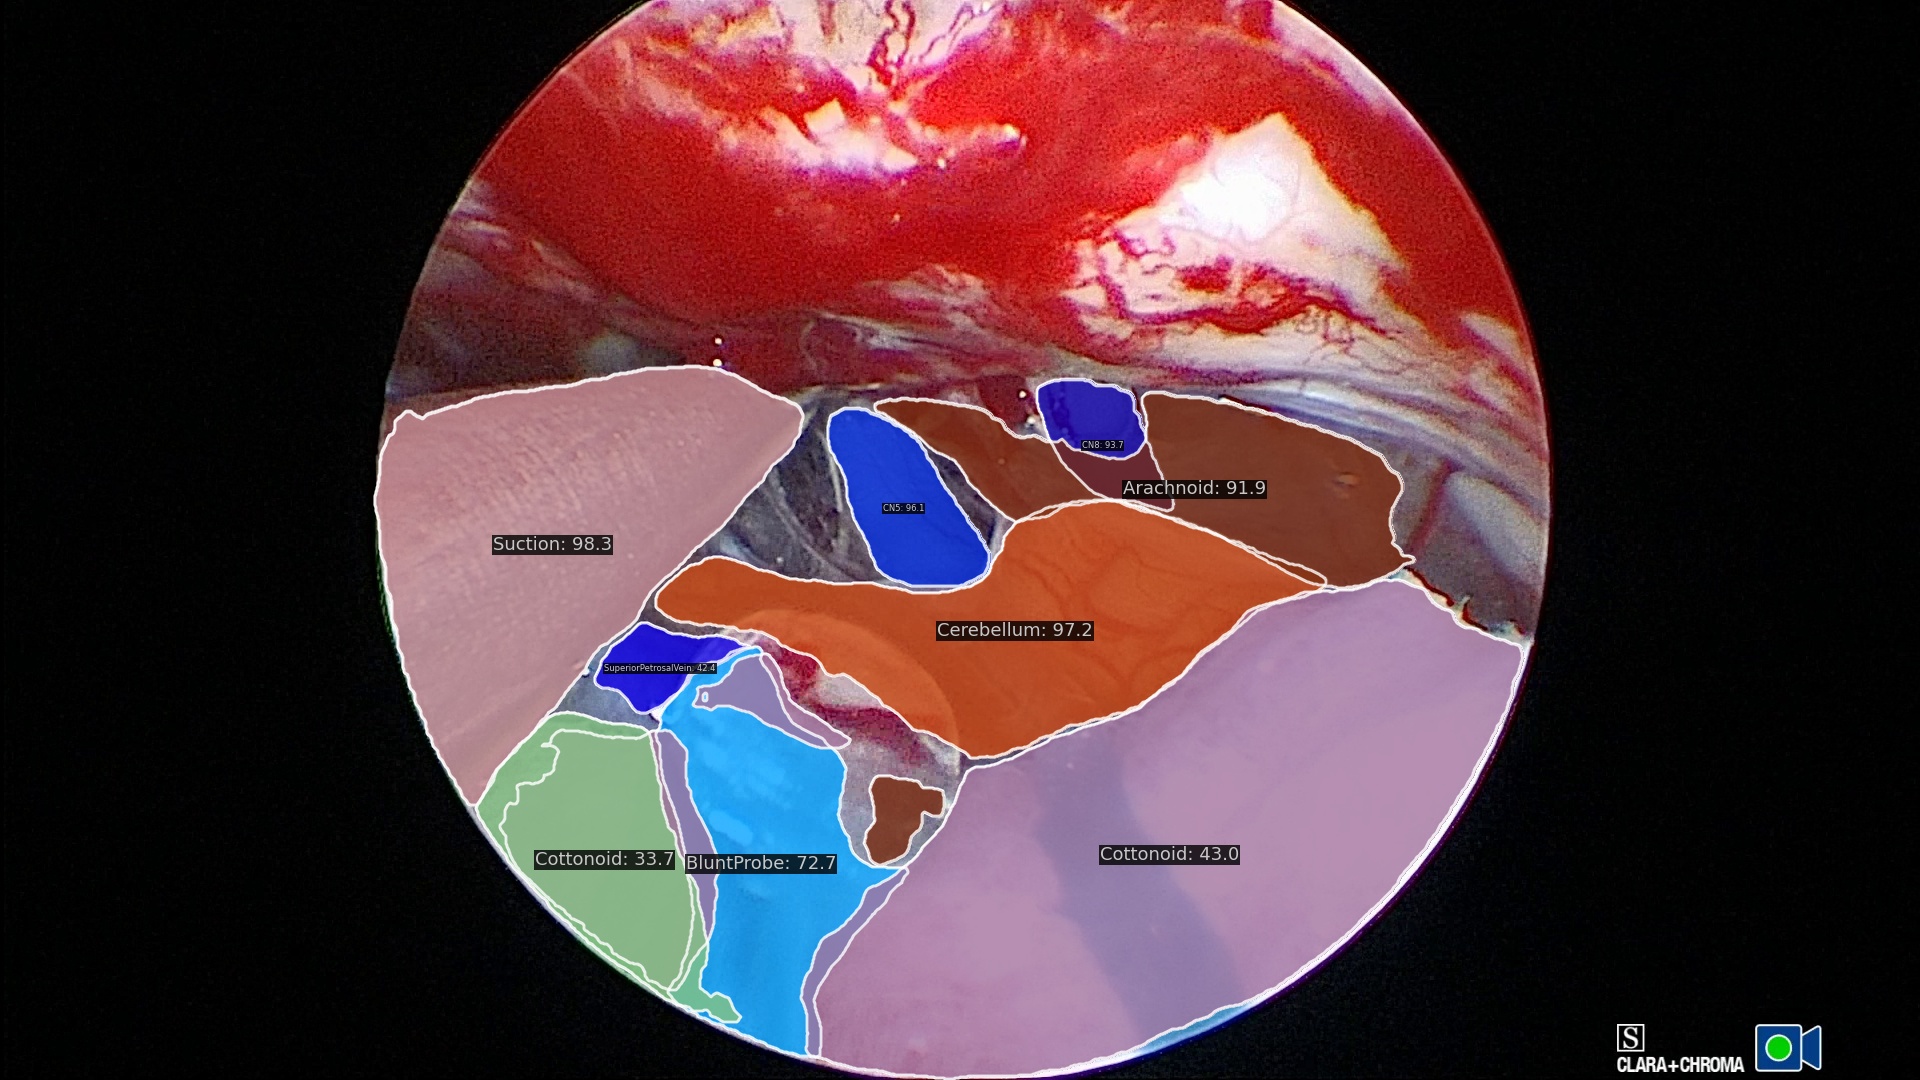 CN8: 93.7
Arachnoid: 91.9
CN5: 96.1
Suction: 98.3
Cerebellum: 97.2
SuperiorPetrosalVein: 42.4
Cottonoid: 33.7
BluntProbe: 72.7
Cottonoid: 43.0
S
CLARA+CHROMA